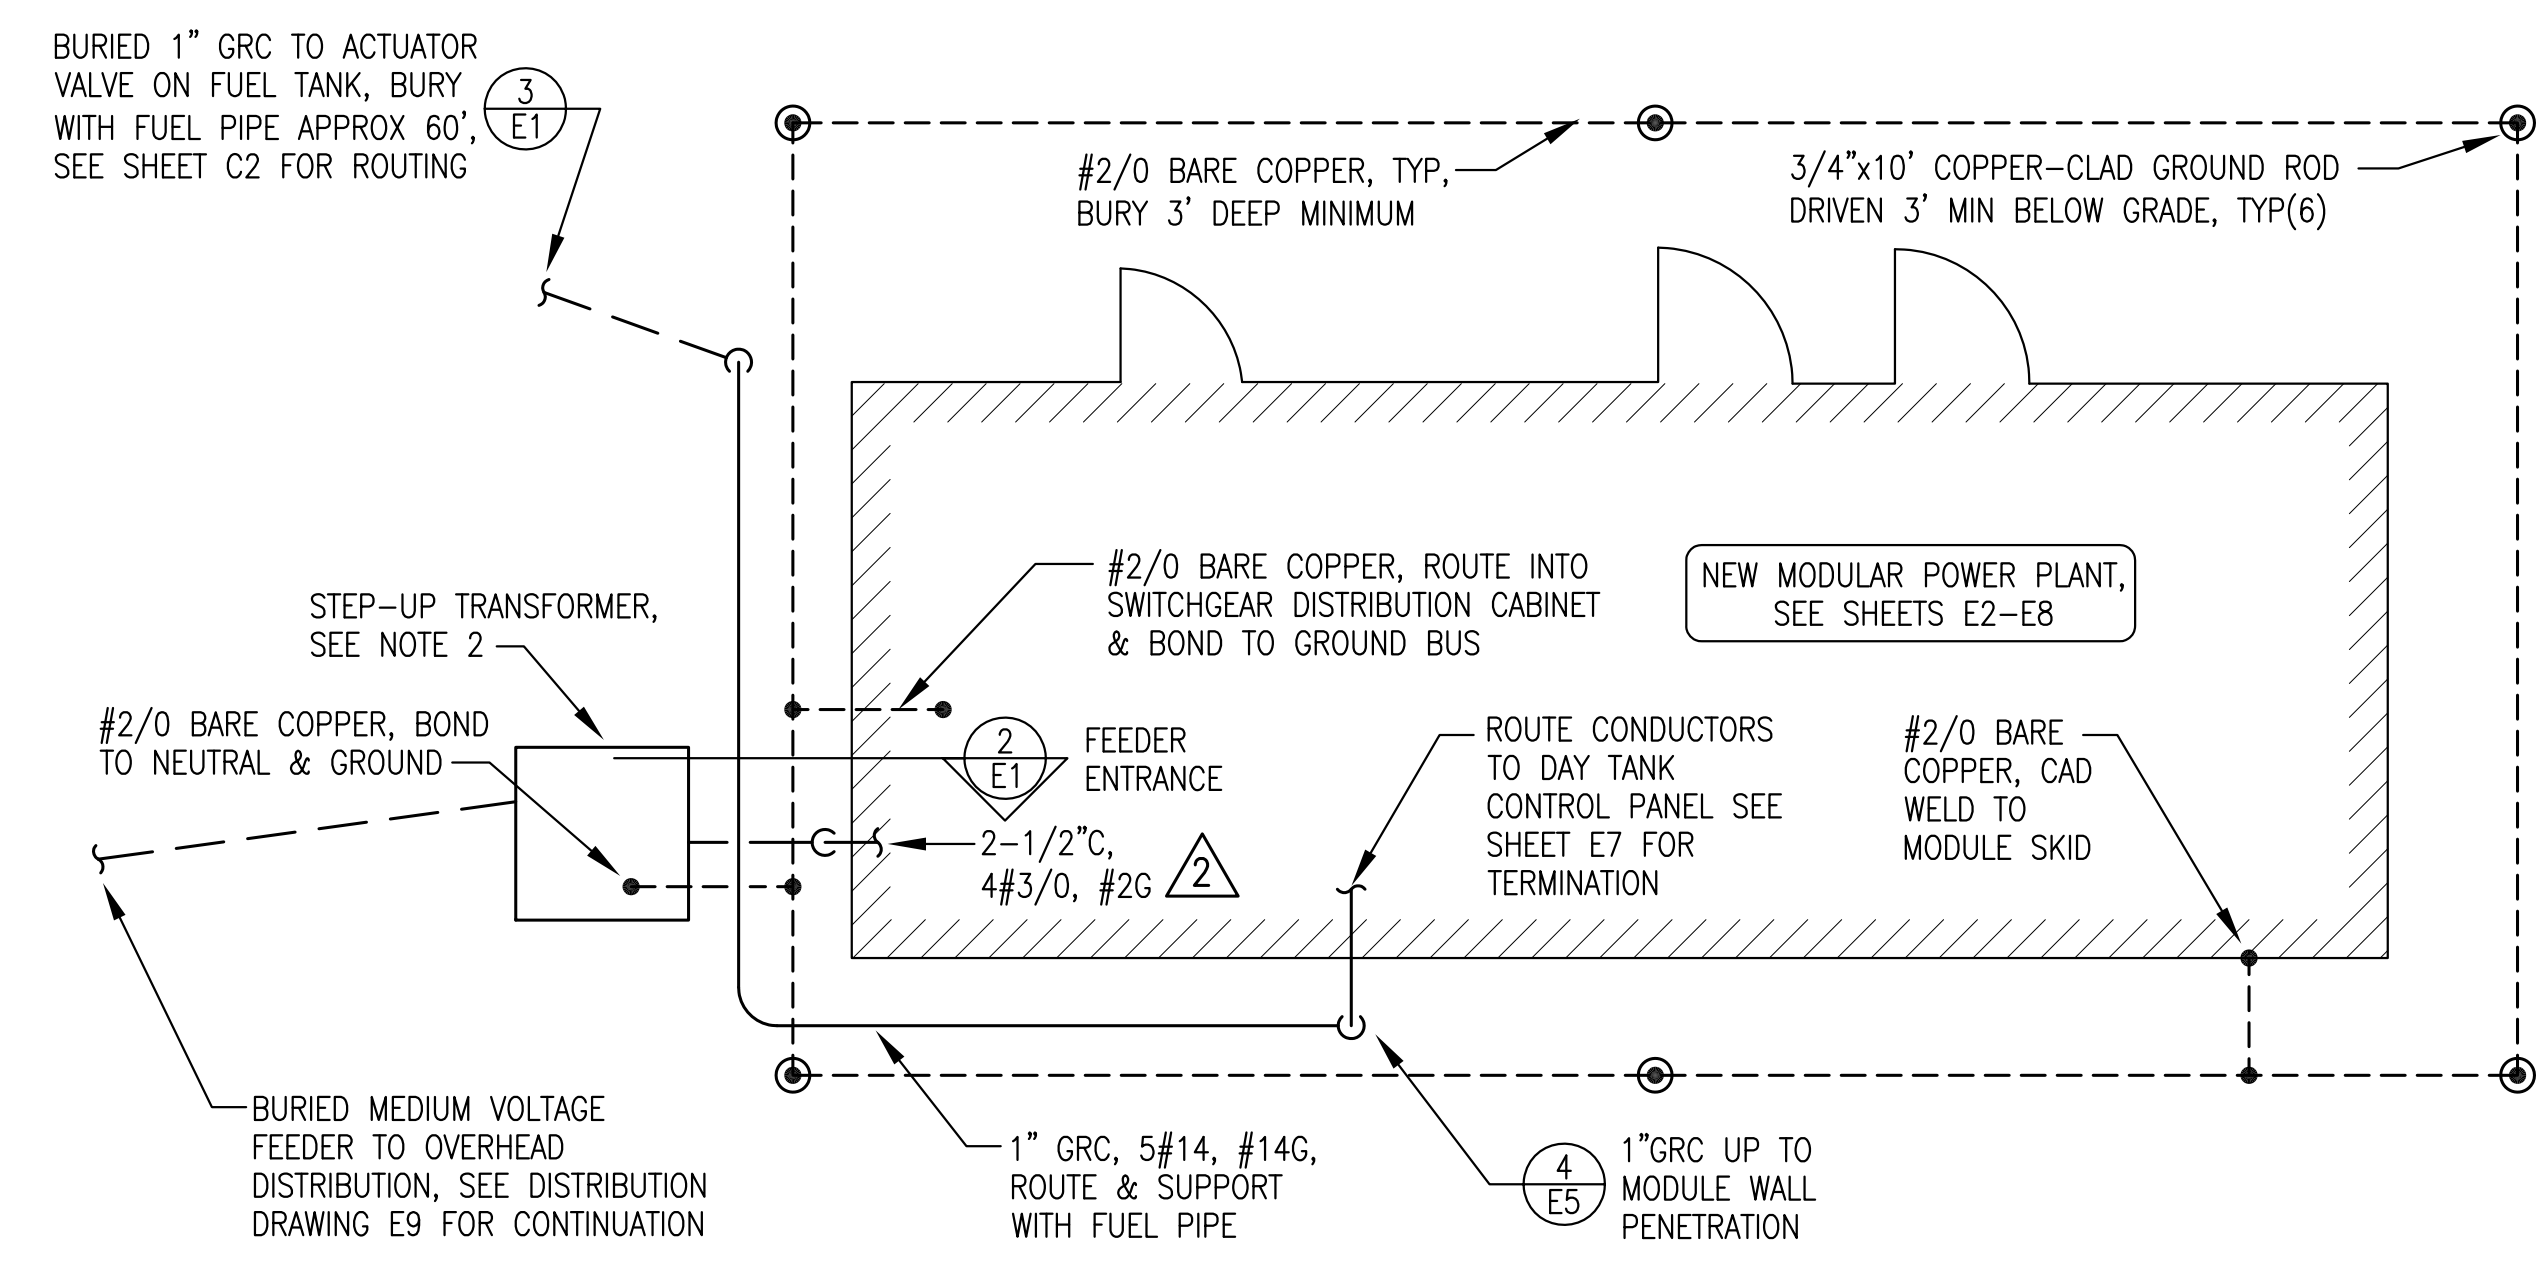 BURIED 1" GRC TO ACTUATOR
VALVE ON FUEL TANK, BURY
WITH FUEL PIPE APPROX 60',
SEE SHEET C2 FOR ROUTING
3
E1
#2/0 BARE COPPER, TYP,
BURY 3' DEEP MINIMUM
3/4"x10' COPPER-CLAD GROUND ROD
DRIVEN 3' MIN BELOW GRADE, TYP(6)
#2/0 BARE COPPER, ROUTE INTO
SWITCHGEAR DISTRIBUTION CABINET
& BOND TO GROUND BUS
NEW MODULAR POWER PLANT,
SEE SHEETS E2-E8
STEP-UP TRANSFORMER,
SEE NOTE 2
#2/0 BARE COPPER, BOND
TO NEUTRAL & GROUND
2
E1
FEEDER
ENTRANCE
2-1/2"C,
4#3/0, #2G
2
ROUTE CONDUCTORS
TO DAY TANK
CONTROL PANEL SEE
SHEET E7 FOR
TERMINATION
#2/0 BARE
COPPER, CAD
WELD TO
MODULE SKID
BURIED MEDIUM VOLTAGE
FEEDER TO OVERHEAD
DISTRIBUTION, SEE DISTRIBUTION
DRAWING E9 FOR CONTINUATION
1" GRC, 5#14, #14G,
ROUTE & SUPPORT
WITH FUEL PIPE
4
E5
1"GRC UP TO
MODULE WALL
PENETRATION